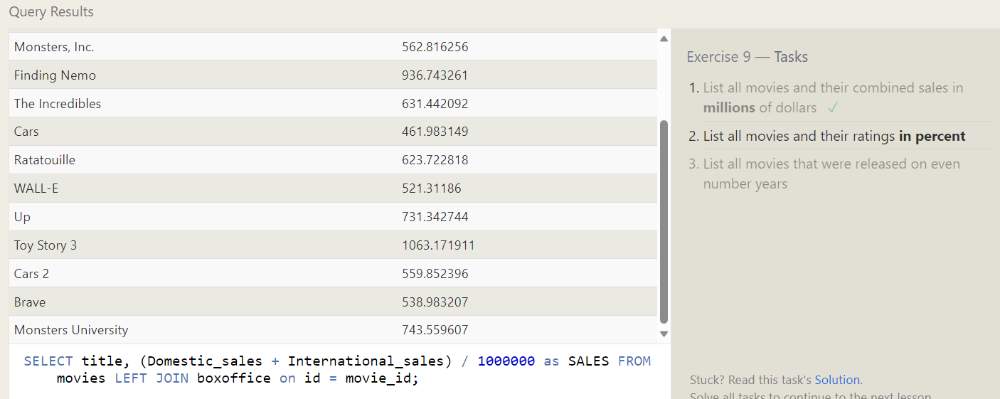 Query Results
Monsters, Inc. 562.816256
Finding Nemo 936.743261
The Incredibles 631.442092
Cars 461.983149
Ratatouille 623.722818
WALL-E 521.31186
Up 731.342744
Toy Story 3 1063.171911
Cars 2 559.852396
Brave 538.983207
Monsters University 743.559607
SELECT title, (Domestic_sales + International_sales) / 1000000 as SALES FROM
movies LEFT JOIN boxoffice on id = movie_id;
Exercise 9 — Tasks
1. List all movies and their combined sales in
millions of dollars ✓
2. List all movies and their ratings in percent
3. List all movies that were released on even
number years
Stuck? Read this task's Solution.
Solve all tasks to continue to the next lesson.